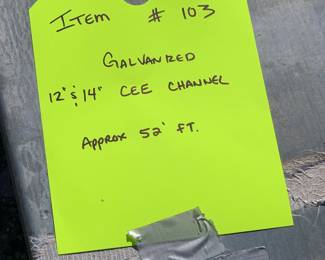 ITEM # 103
GALVANIZED
12" & 14" CEE CHANNEL
APPROX 52' FT.